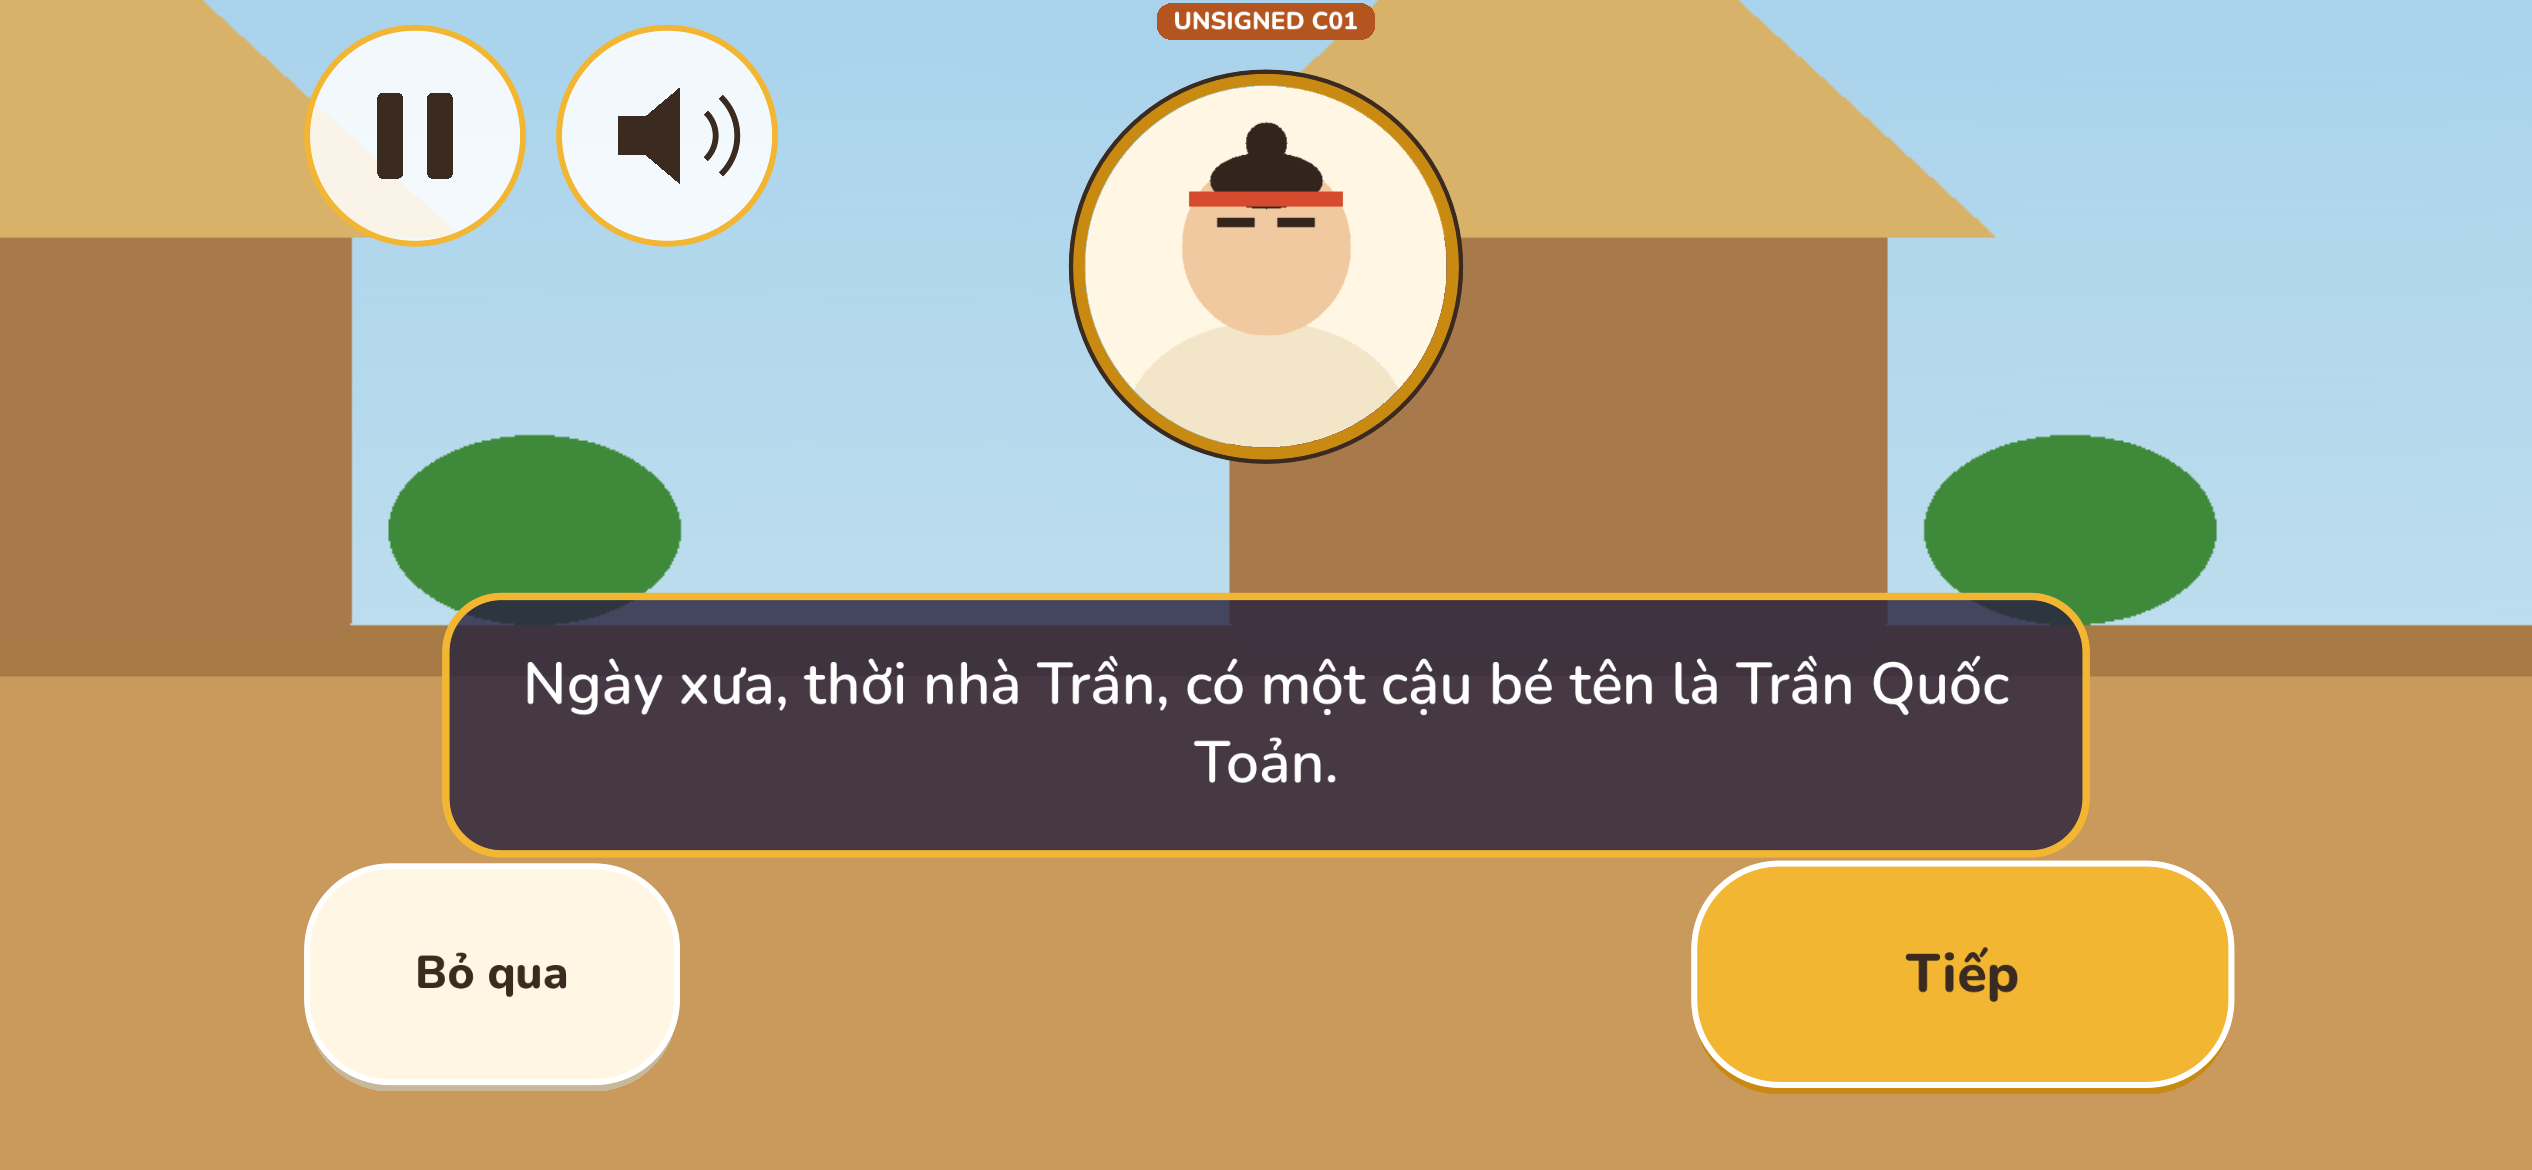 UNSIGNED C01
Ngày xưa, thời nhà Trần, có một cậu bé tên là Trần Quốc
Toản.
Bỏ qua
Tiếp